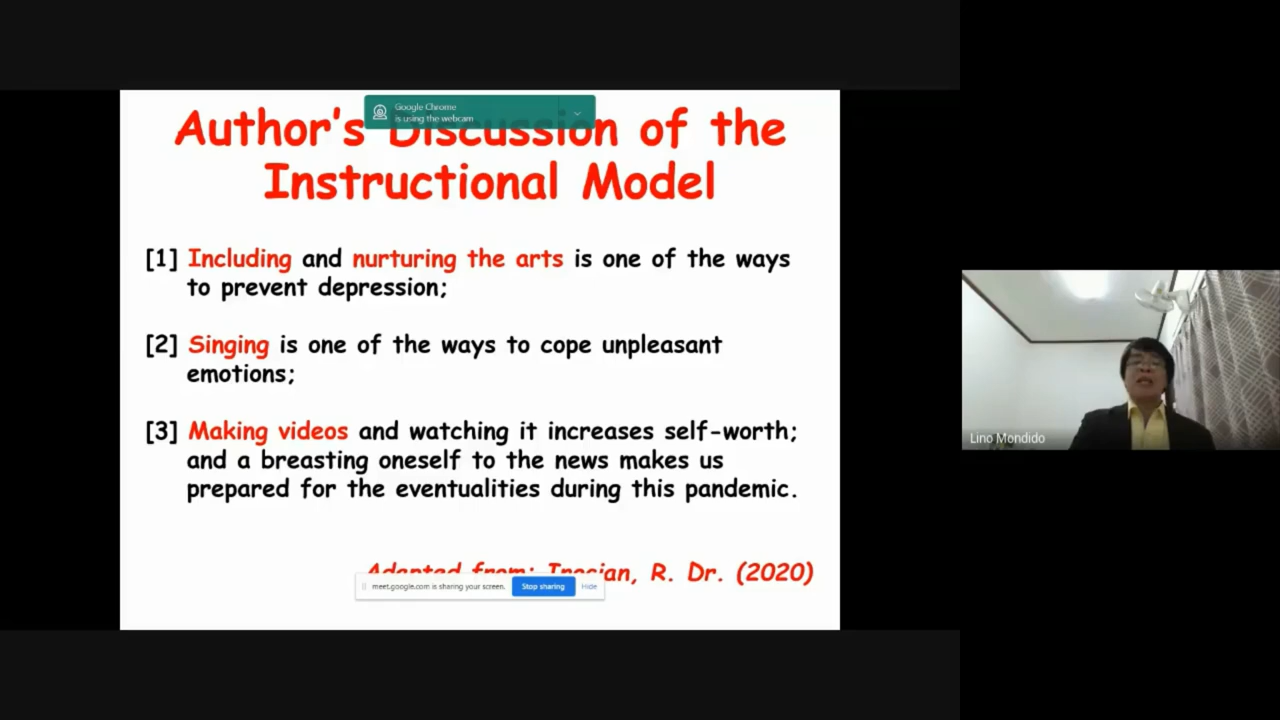 Google Chrome
is using the webcam
Author's Discussion of the
Instructional Model
[1] Including and nurturing the arts is one of the ways
to prevent depression;
[2] Singing is one of the ways to cope unpleasant
emotions;
[3] Making videos and watching it increases self-worth;
and a breasting oneself to the news makes us
prepared for the eventualities during this pandemic.
Adapted from: Inocian, R. Dr. (2020)
meet.google.com is sharing your screen. Stop sharing Hide
Lino Mondido